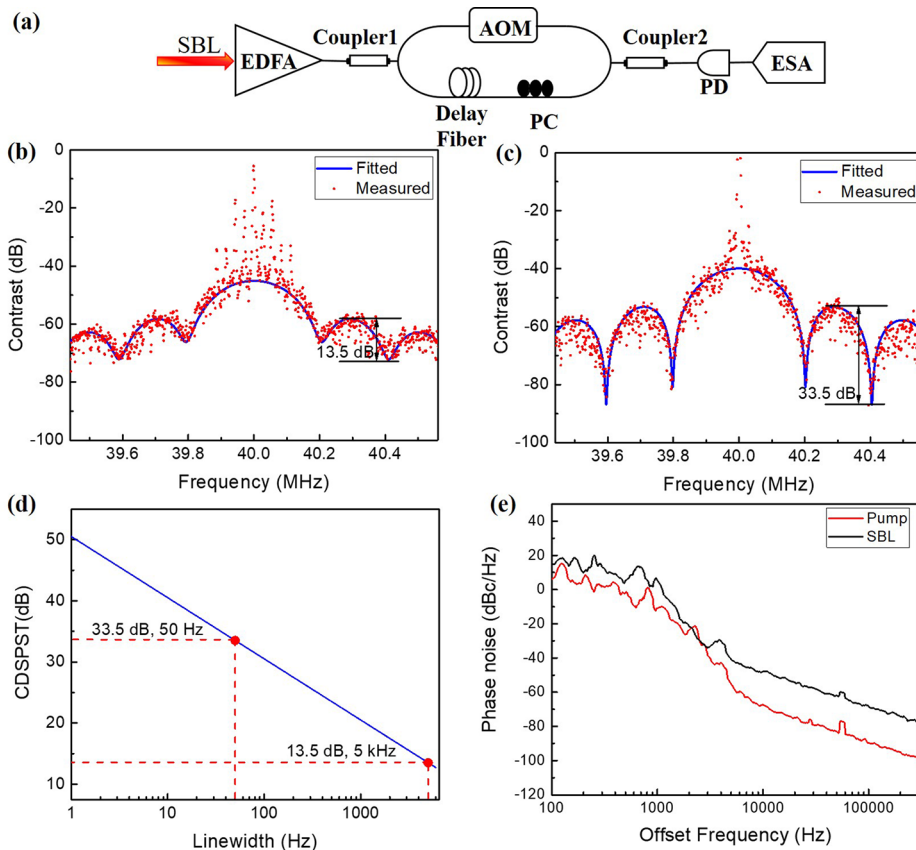 (a)
SBL
EDFA
Coupler1
AOM
Delay
Fiber
PC
Coupler2
PD
ESA
(b)
Contrast (dB)
0
-20
-40
-60
-80
-100
Fitted
Measured
13.5 dB
39.6 39.8 40.0 40.2 40.4
Frequency (MHz)
(c)
Contrast (dB)
0
-20
-40
-60
-80
-100
Fitted
Measured
33.5 dB
39.6 39.8 40.0 40.2 40.4
Frequency (MHz)
(d)
CDSPST(dB)
50
40
30
20
10
33.5 dB, 50 Hz
13.5 dB, 5 kHz
1 10 100 1000
Linewidth (Hz)
(e)
Phase noise (dBc/Hz)
40
20
0
-20
-40
-60
-80
-100
-120
Pump
SBL
100 1000 10000 100000
Offset Frequency (Hz)